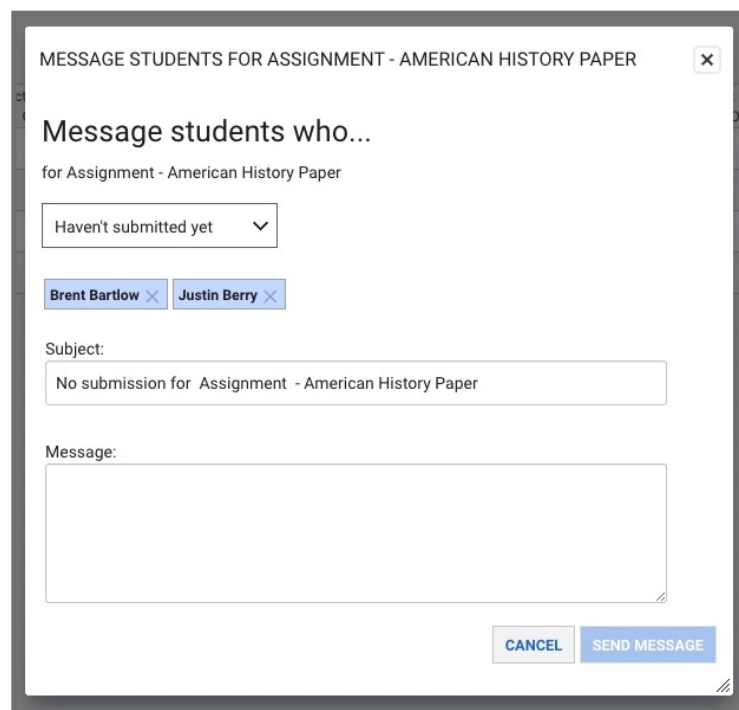 MESSAGE STUDENTS FOR ASSIGNMENT - AMERICAN HISTORY PAPER
Message students who...
for Assignment - American History Paper
Haven't submitted yet
Brent Bartlow Justin Berry
Subject:
No submission for Assignment - American History Paper
Message:
CANCEL SEND MESSAGE